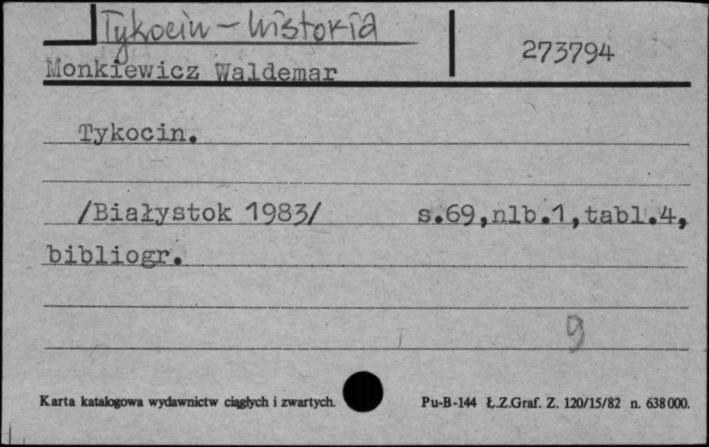 Tykocin - historia
273794
Monkiewicz Waldemar
Tykocin.
/Białystok 1983/ s.69,nlb.1,tabl.4,
bibliogr.
9
Karta katalogowa wydawnictw ciągłych i zwartych. Pu-B-144 Ł.Z.Graf. Z. 120/15/82 n. 638000.